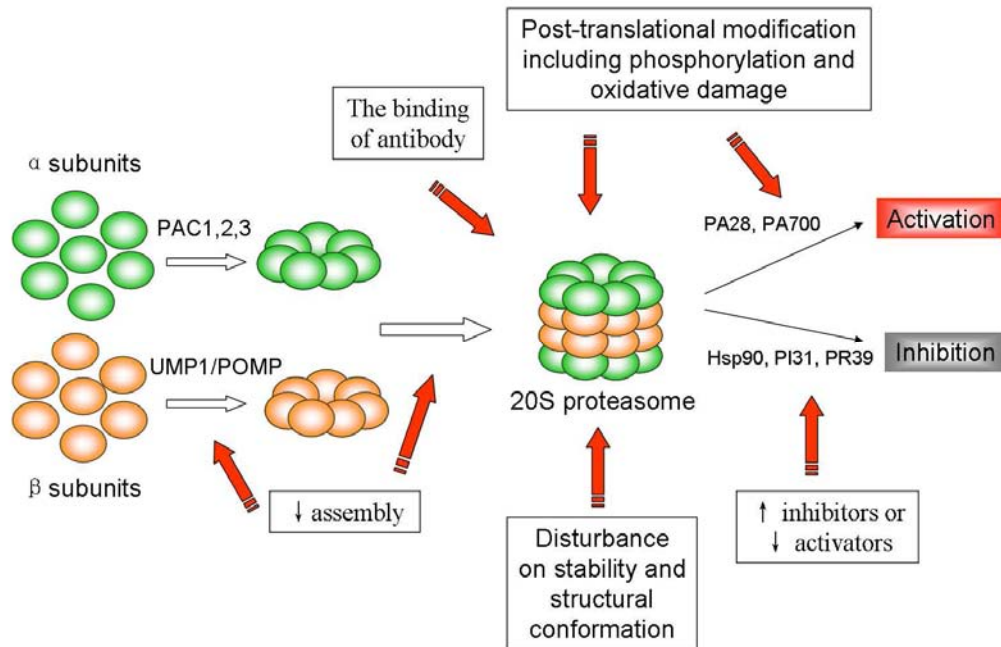 Post-translational modification
including phosphorylation and
oxidative damage
The binding
of antibody
α subunits
PAC1,2,3
PA28, PA700
Activation
UMP1/POMP
Hsp90, PI31, PR39
Inhibition
20S proteasome
β subunits
↓ assembly
↑ inhibitors or
↓ activators
Disturbance
on stability and
structural
conformation